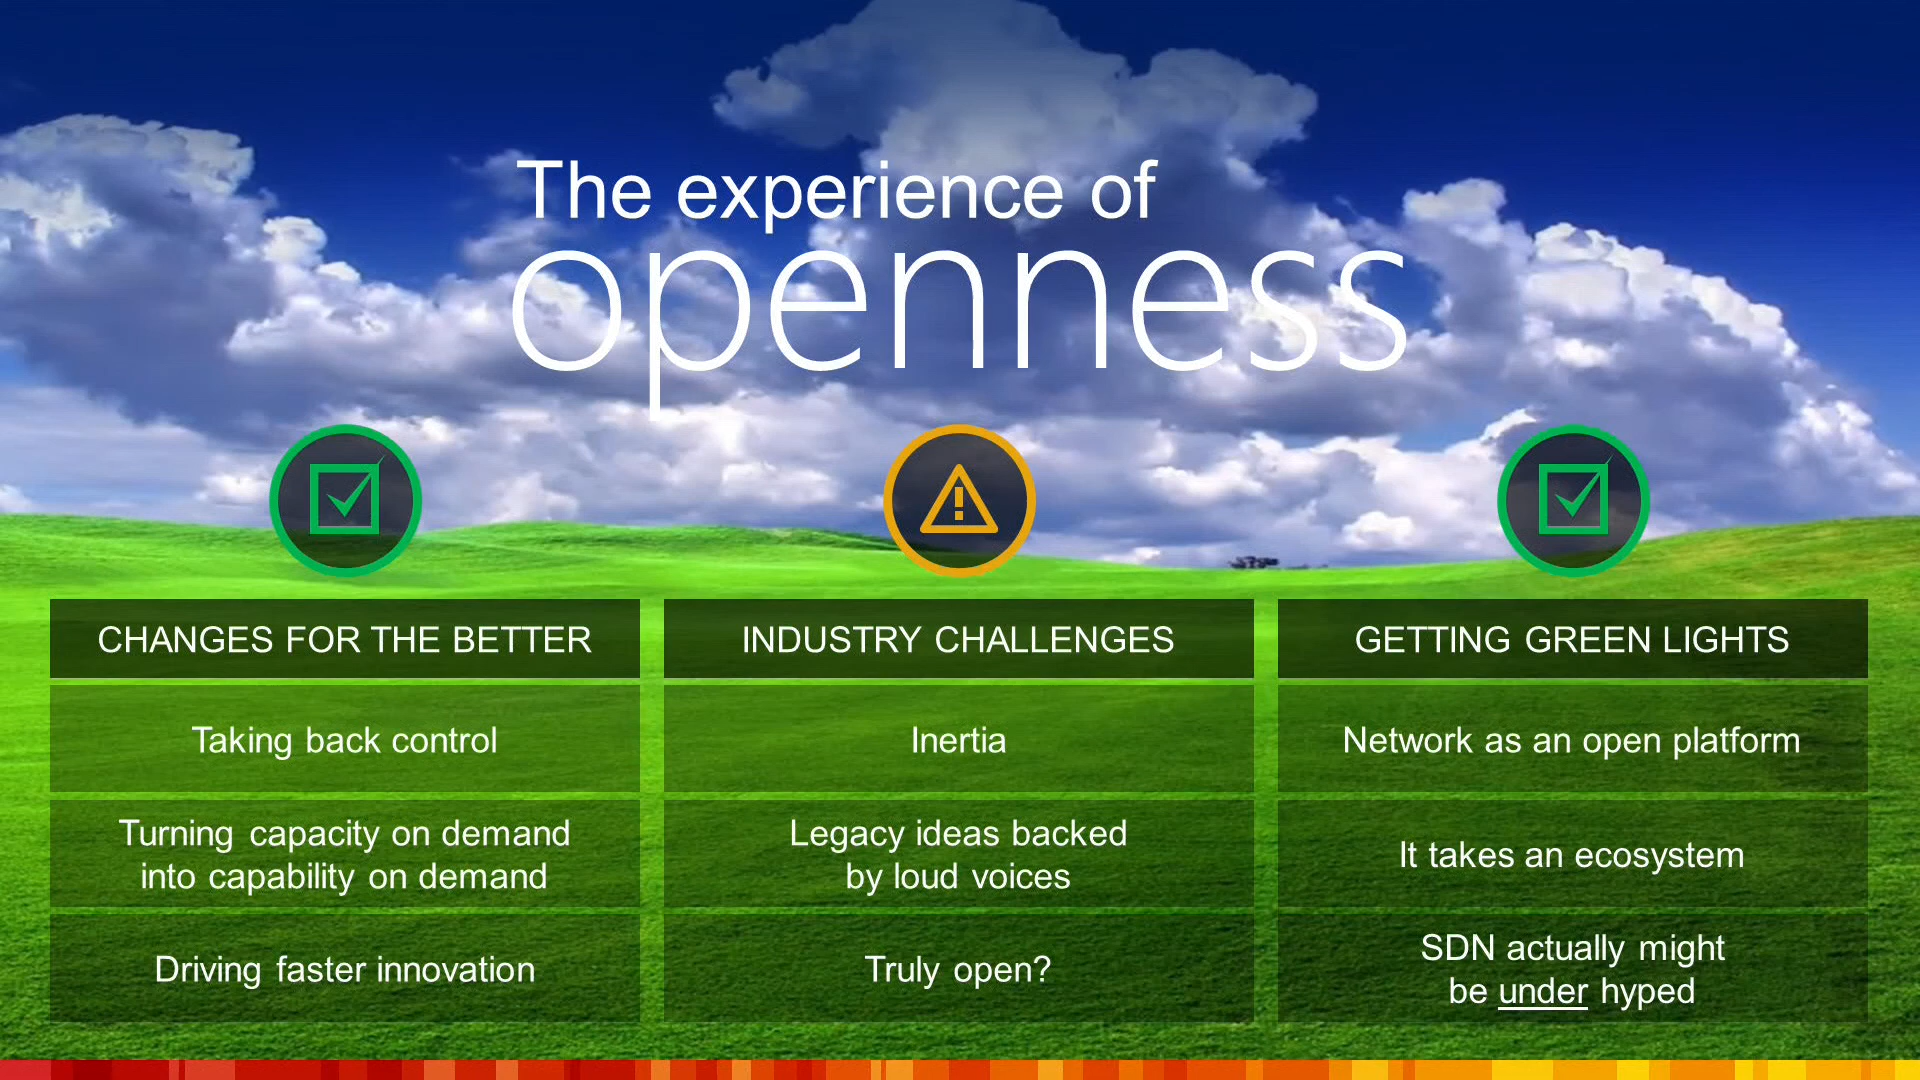 The experience of
openness
CHANGES FOR THE BETTER
Taking back control
Turning capacity on demand
into capability on demand
Driving faster innovation
INDUSTRY CHALLENGES
Inertia
Legacy ideas backed
by loud voices
Truly open?
GETTING GREEN LIGHTS
Network as an open platform
It takes an ecosystem
SDN actually might
be under hyped